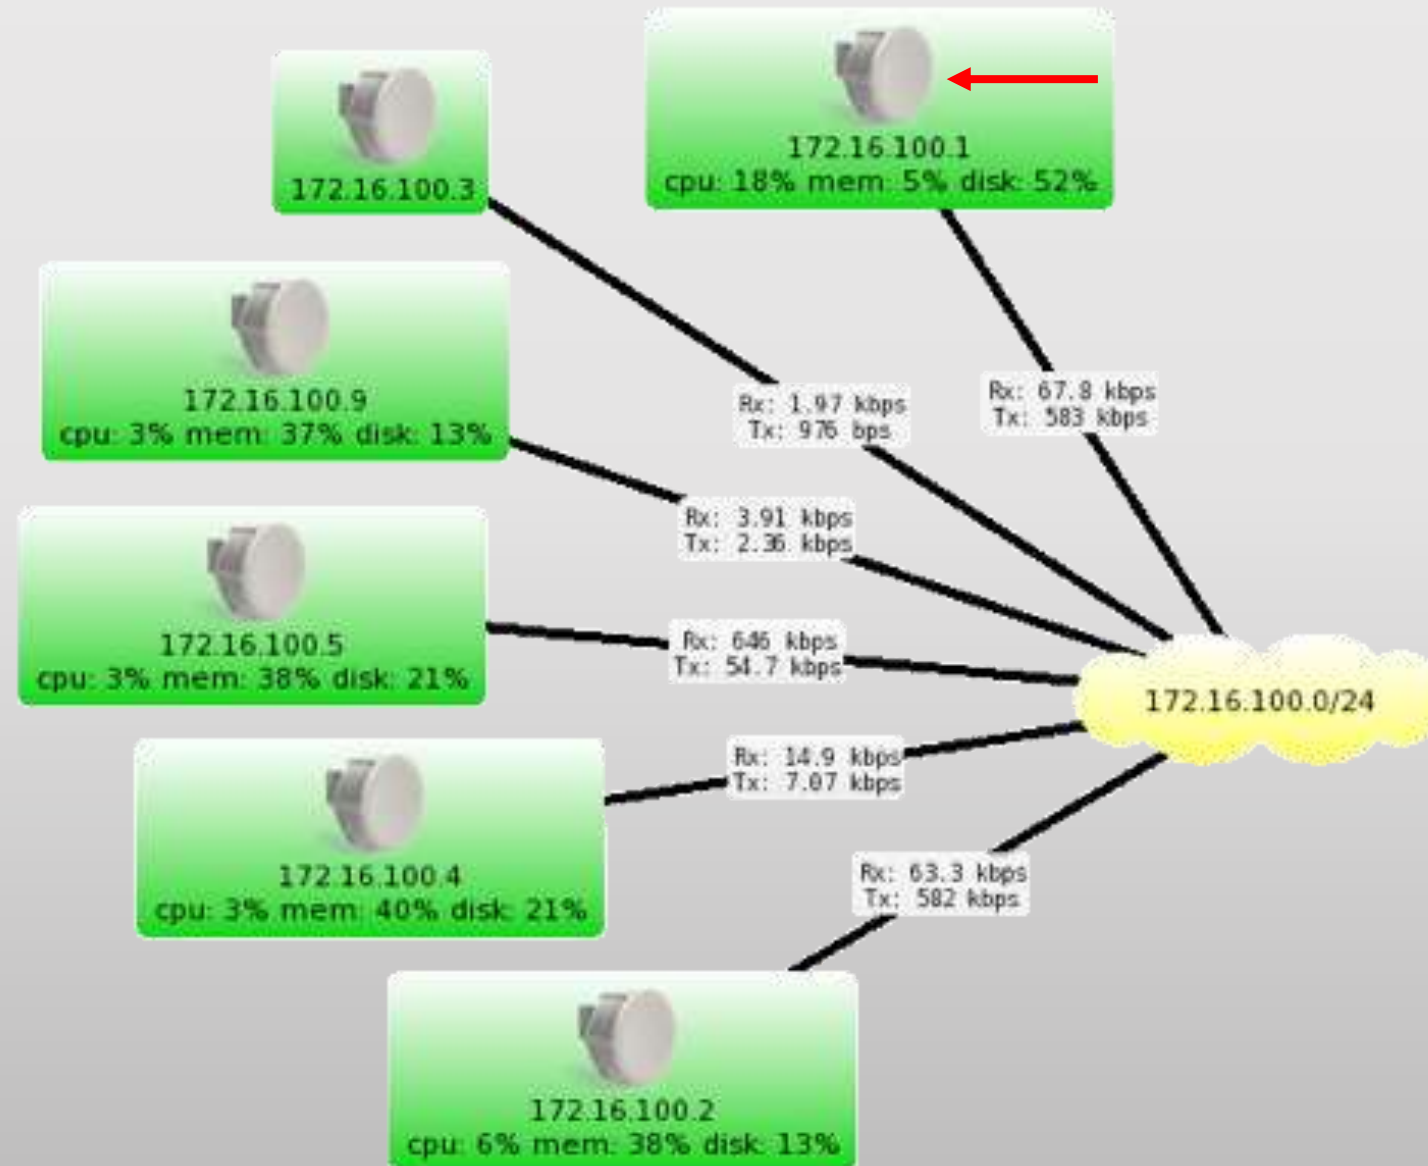 172.16.100.1
cpu: 18% mem: 5% disk: 52%
172.16.100.3
Rx: 67.8 kbps
Tx: 583 kbps
Rx: 1.97 kbps
Tx: 976 bps
172.16.100.9
cpu: 3% mem: 37% disk: 13%
Rx: 3.91 kbps
Tx: 2.36 kbps
172.16.100.5
cpu: 3% mem: 38% disk: 21%
Rx: 646 kbps
Tx: 54.7 kbps
172.16.100.0/24
Rx: 14.9 kbps
Tx: 7.07 kbps
172.16.100.4
cpu: 3% mem: 40% disk: 21%
Rx: 63.3 kbps
Tx: 582 kbps
172.16.100.2
cpu: 6% mem: 38% disk: 13%